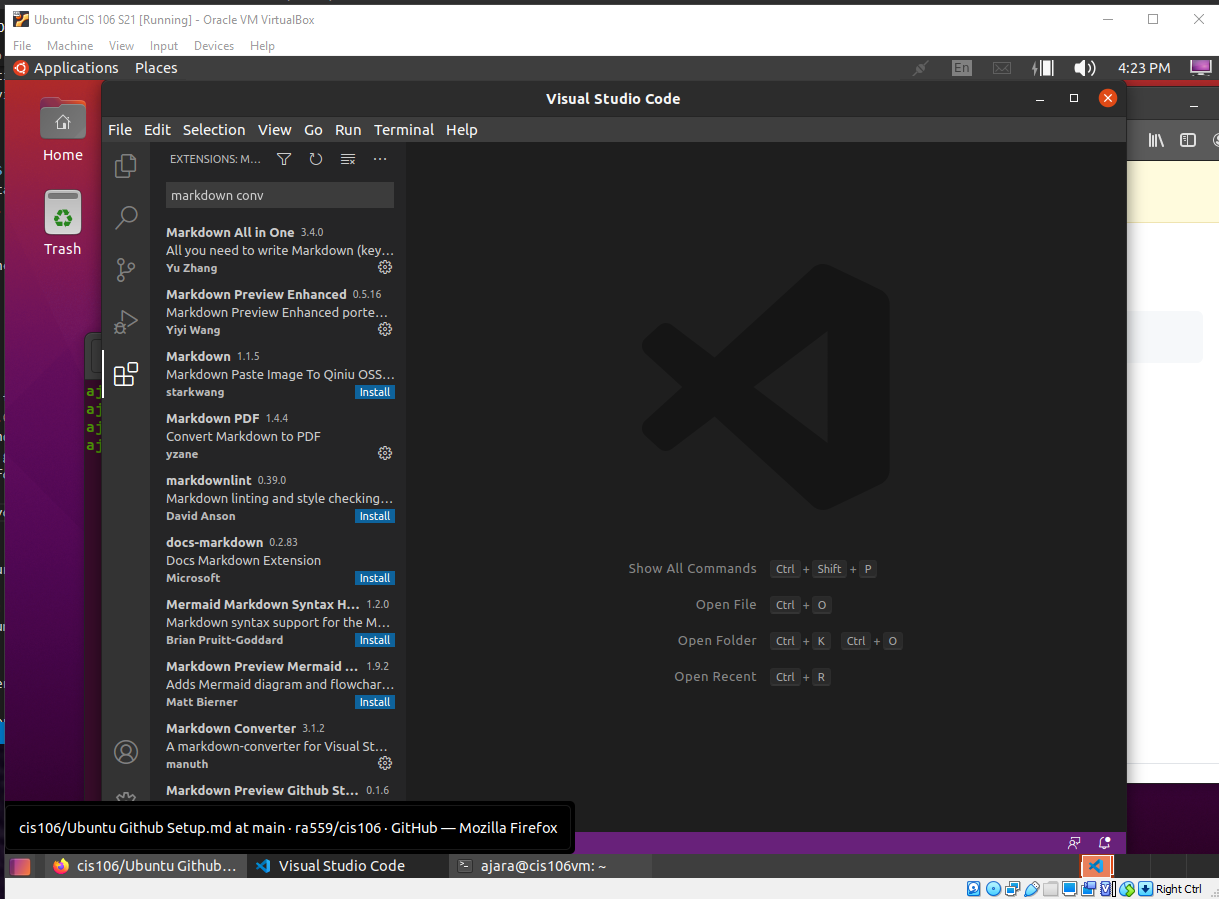 Ubuntu CIS 106 S21 [Running] - Oracle VM VirtualBox
File Machine View Input Devices Help
Applications Places
En
4:23 PM
Visual Studio Code
Home
Trash
File Edit Selection View Go Run Terminal Help
EXTENSIONS: M...
markdown conv
Markdown All in One 3.4.0
All you need to write Markdown (key...
Yu Zhang
Markdown Preview Enhanced 0.5.16
Markdown Preview Enhanced porte...
Yiyi Wang
Markdown 1.1.5
Markdown Paste Image To Qiniu OSS...
starkwang Install
Markdown PDF 1.4.4
Convert Markdown to PDF
yzane
markdownlint 0.39.0
Markdown linting and style checking...
David Anson Install
docs-markdown 0.2.83
Docs Markdown Extension
Microsoft Install
Mermaid Markdown Syntax H... 1.2.0
Markdown syntax support for the M...
Brian Pruitt-Goddard Install
Markdown Preview Mermaid ... 1.9.2
Adds Mermaid diagram and flowchar...
Matt Bierner Install
Markdown Converter 3.1.2
A markdown-converter for Visual St...
manuth
Markdown Preview Github St... 0.1.6
aj
aj
aj
aj
Show All Commands Ctrl + Shift + P
Open File Ctrl + O
Open Folder Ctrl + K Ctrl + O
Open Recent Ctrl + R
cis106/Ubuntu Github Setup.md at main · ra559/cis106 · GitHub — Mozilla Firefox
cis106/Ubuntu Github...
Visual Studio Code
ajara@cis106vm: ~
Right Ctrl